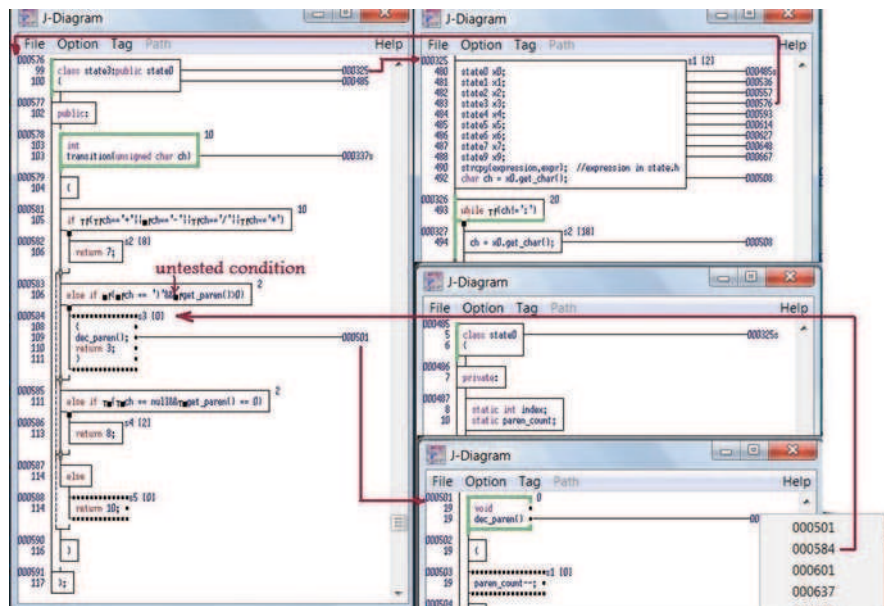 J-Diagram
File Option Tag Path Help
000576
99 class state3:public state0 000325
100 { 000485
000577
102 public:
000578 10
103 int
103 transition(unsigned char ch) 000337s
000579
104 {
000581 10
105 if (ch=='+'||ch=='-'||ch=='/'||ch=='*')
000582 s2 [8]
106 return 7;
untested condition
000583 2
106 else if (ch == ')'&&get_paren()>0)
000584 s3 [0]
108 {
109 dec_paren(); 000501
110 return 3;
111 }
000585 2
111 else if (ch == null&&get_paren() == 0)
000586 s4 [2]
113 return 8;
000587
114 else
000588 s5 [0]
114 return 10;
000590
116 }
000591
117 };
J-Diagram
File Option Tag Path Help
000325 s1 [2]
480 state0 x0; 000485s
481 state1 x1; 000536
482 state2 x2; 000557
483 state3 x3; 000576
484 state4 x4; 000593
485 state5 x5; 000614
486 state6 x6; 000627
487 state7 x7; 000648
488 state9 x9; 000667
490 strcpy(expression,expr); //expression in state.h
492 char ch = x0.get_char(); 000508
000326 20
493 while (ch!=';')
000327 s2 [18]
494 ch = x0.get_char(); 000508
J-Diagram
File Option Tag Path Help
000485
5 class state0 000325s
6 {
000486
7 private:
000487
8 static int index;
10 static paren_count;
J-Diagram
File Option Tag Path Help
000501 0
19 void
19 dec_paren() 00
000502
19 {
000503 s1 [0]
19 paren_count--;
000504
000501
000584
000601
000637